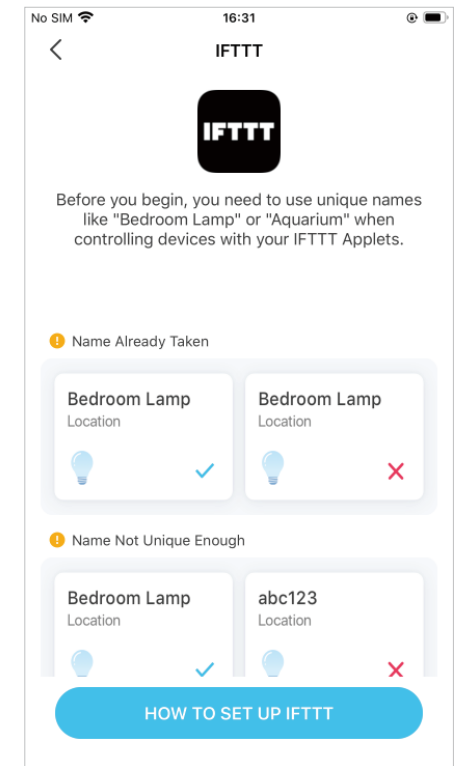 No SIM 16:31
IFTTT
IFTTT
Before you begin, you need to use unique names
like "Bedroom Lamp" or "Aquarium" when
controlling devices with your IFTTT Applets.
Name Already Taken
Bedroom Lamp
Location
Bedroom Lamp
Location
Name Not Unique Enough
Bedroom Lamp
Location
abc123
Location
HOW TO SET UP IFTTT